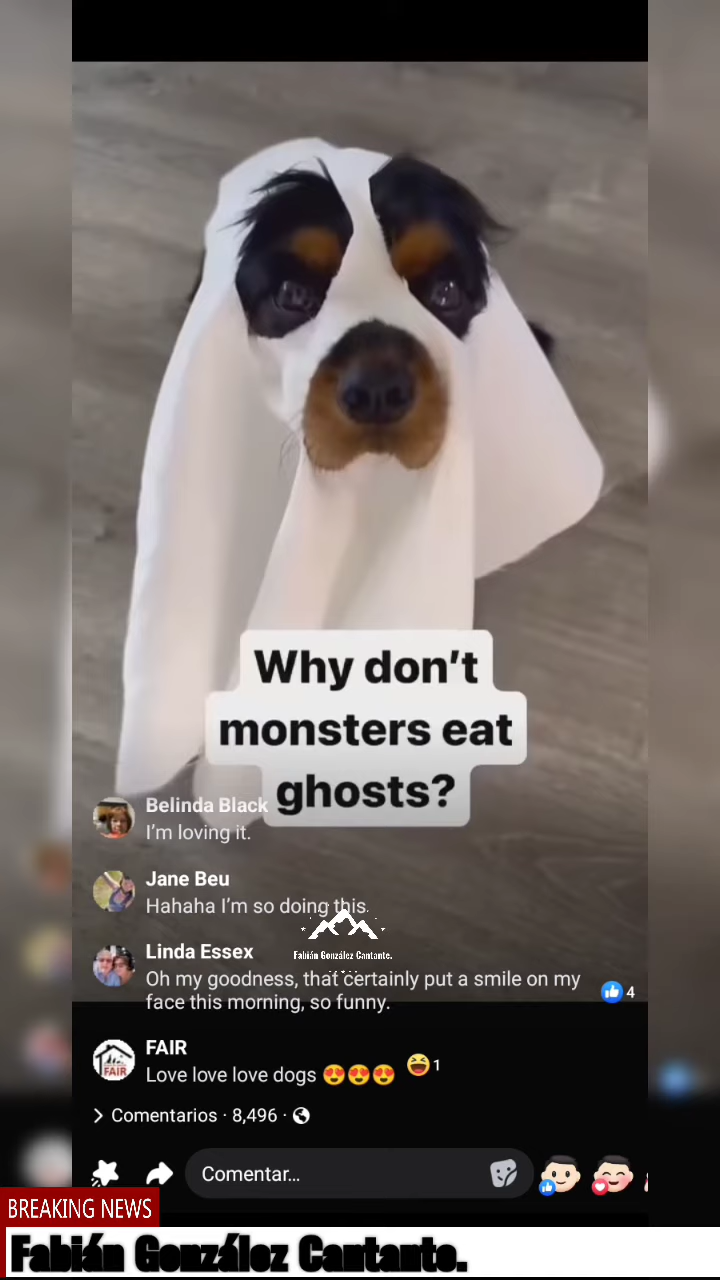 Why don't
monsters eat
ghosts?
Belinda Black
I'm loving it.
Jane Beu
Hahaha I'm so doing this.
Fabián González Cantante.
Linda Essex
Oh my goodness, that certainly put a smile on my
face this morning, so funny.
4
FAIR
FAIR
Love love love dogs 😍😍😍
1
Comentarios · 8,496 ·
Comentar...
BREAKING NEWS
Fabián González Cantante.